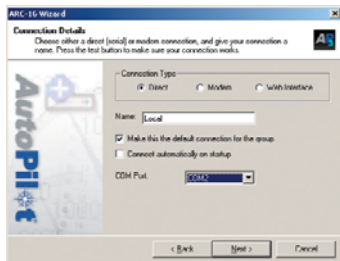 ARC-16 Wizard
Connection Details
Choose either a direct (serial) or modem connection, and give your connection a
name. Press the test button to make sure your connection works.
AutoPilot
Connection Type
Direct
Modem
Web Interface
Name:
Local
Make this the default connection for the group
Connect automatically on startup
COM Port:
COM2
< Back
Next >
Cancel